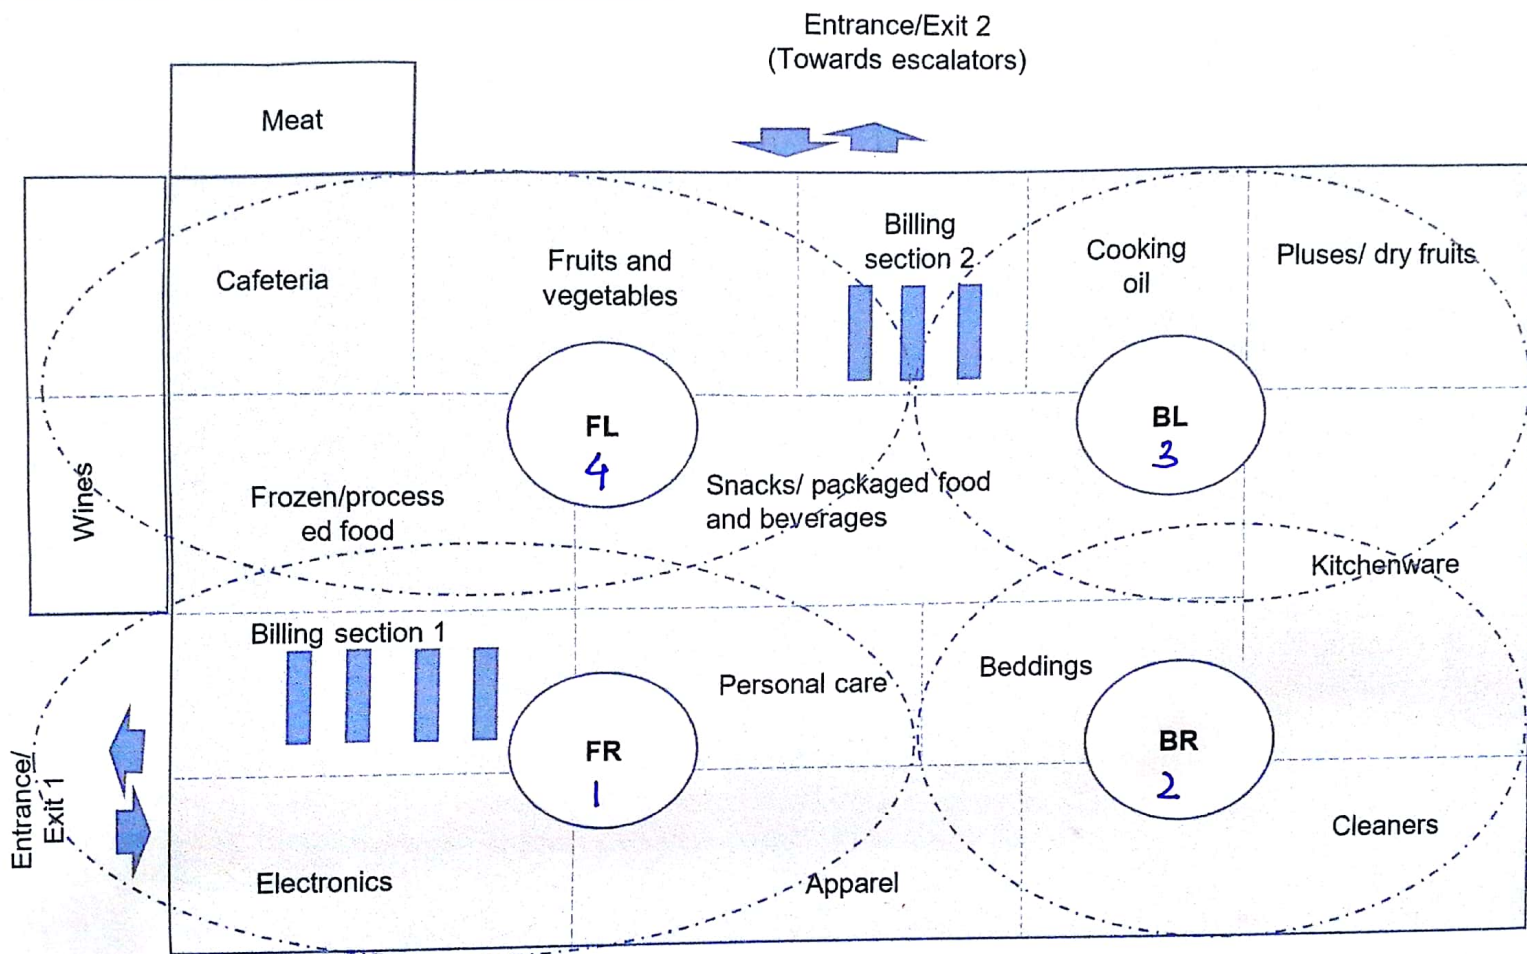 Entrance/Exit 2
(Towards escalators)
Meat
Cafeteria
Fruits and
vegetables
Billing
section 2
Cooking
oil
Pluses/ dry fruits
Wines
FL
4
BL
3
Frozen/process
ed food
Snacks/ packaged food
and beverages
Kitchenware
Billing section 1
Personal care
Beddings
FR
1
BR
2
Entrance/
Exit 1
Electronics
Apparel
Cleaners